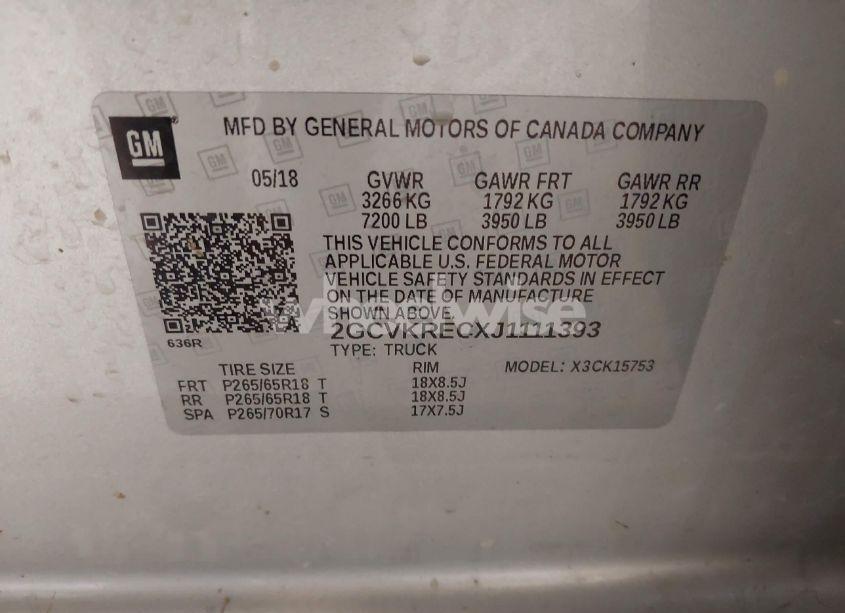 GM
MFD BY GENERAL MOTORS OF CANADA COMPANY
05/18 GVWR GAWR FRT GAWR RR
3266 KG 1792 KG 1792 KG
7200 LB 3950 LB 3950 LB
THIS VEHICLE CONFORMS TO ALL
APPLICABLE U.S. FEDERAL MOTOR
VEHICLE SAFETY STANDARDS IN EFFECT
ON THE DATE OF MANUFACTURE
SHOWN ABOVE.
2GCVKRECXJ1111393
636R
TYPE: TRUCK
TIRE SIZE RIM MODEL: X3CK15753
FRT P265/65R18 T 18X8.5J
RR P265/65R18 T 18X8.5J
SPA P265/70R17 S 17X7.5J